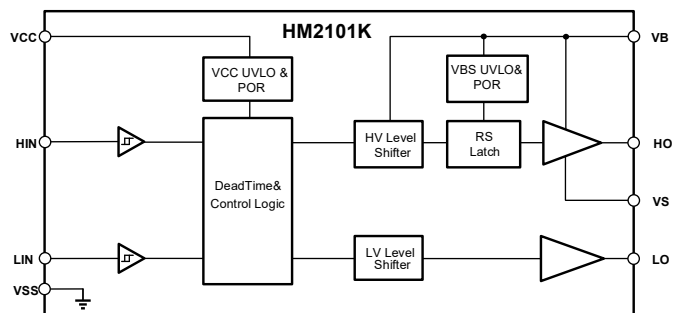 HM2101K
VCC
VB
VCC UVLO &
POR
VBS UVLO&
POR
HIN
HV Level
Shifter
RS
Latch
HO
DeadTime&
Control Logic
VS
LIN
LV Level
Shifter
LO
VSS